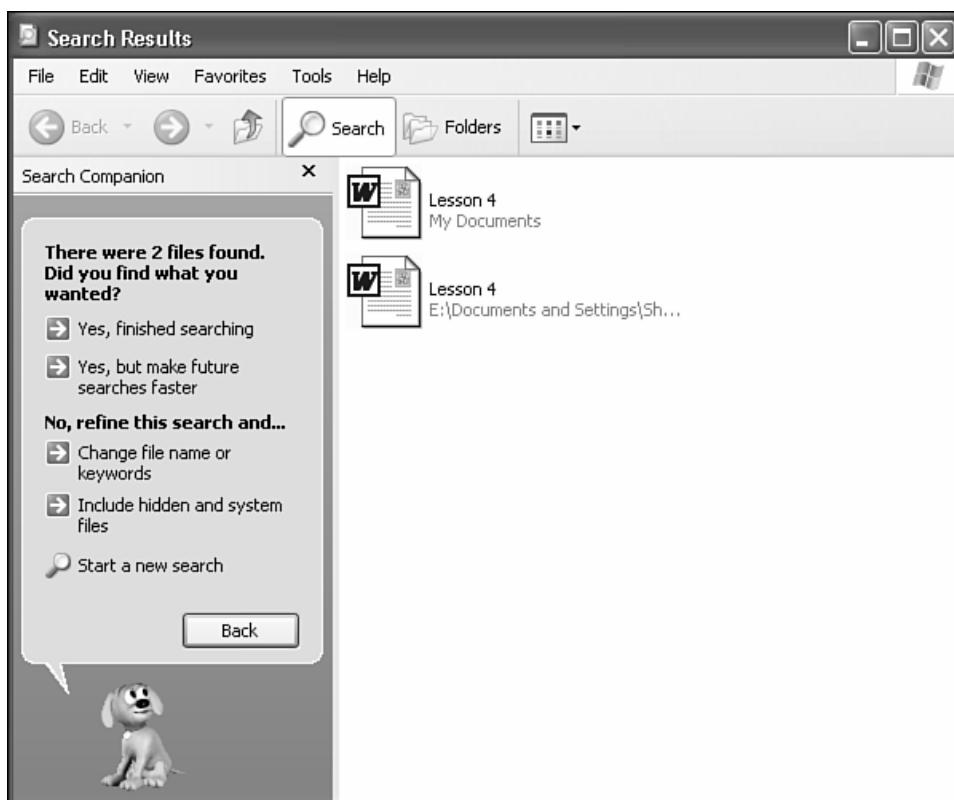 Search Results
File Edit View Favorites Tools Help
Back Search Folders
Search Companion
There were 2 files found.
Did you find what you
wanted?
Yes, finished searching
Yes, but make future
searches faster
No, refine this search and...
Change file name or
keywords
Include hidden and system
files
Start a new search
Back
W
Lesson 4
My Documents
W
Lesson 4
E:\Documents and Settings\Sh...